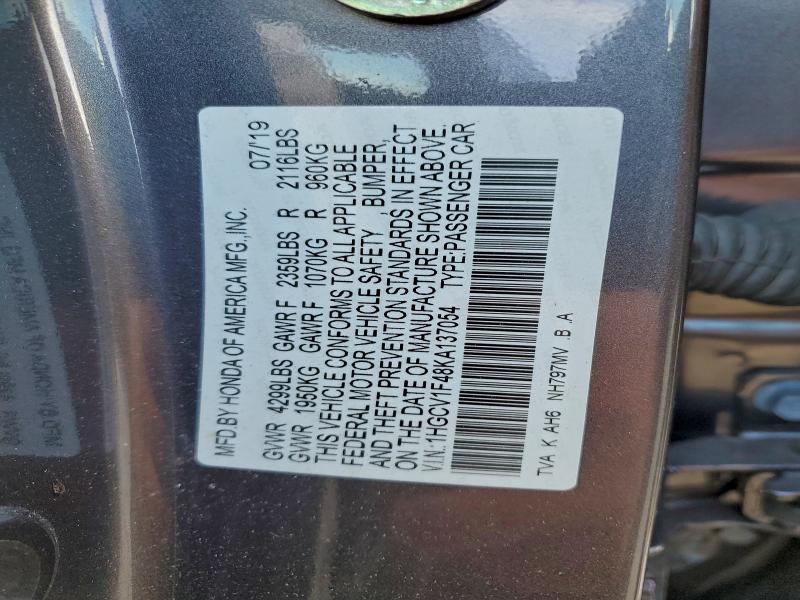 MFD.BY HONDA OF AMERICA MFG.,INC. 07/'19
GVWR 4299LBS GAWR F 2359LBS R 2116LBS
GVWR 1950KG GAWR F 1070KG R 960KG
THIS VEHICLE CONFORMS TO ALL APPLICABLE
FEDERAL MOTOR VEHICLE SAFETY , BUMPER,
AND THEFT PREVENTION STANDARDS IN EFFECT
ON THE DATE OF MANUFACTURE SHOWN ABOVE.
V.I.N.:1HGCV1F48KA137054 TYPE:PASSENGER CAR
TVA K AH6 NH797MV .B .A